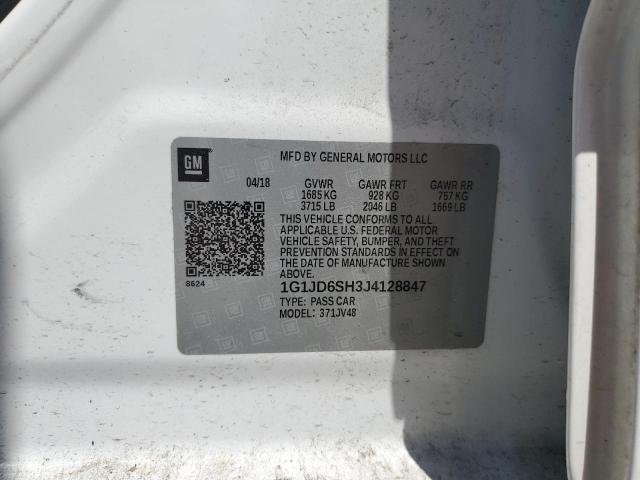 GM
MFD BY GENERAL MOTORS LLC
04/18 GVWR GAWR FRT GAWR RR
1685 KG 928 KG 757 KG
3715 LB 2046 LB 1669 LB
THIS VEHICLE CONFORMS TO ALL
APPLICABLE U.S. FEDERAL MOTOR
VEHICLE SAFETY, BUMPER, AND THEFT
PREVENTION STANDARDS IN EFFECT ON
THE DATE OF MANUFACTURE SHOWN
ABOVE.
8624
1G1JD6SH3J4128847
TYPE: PASS CAR
MODEL: 371JV48